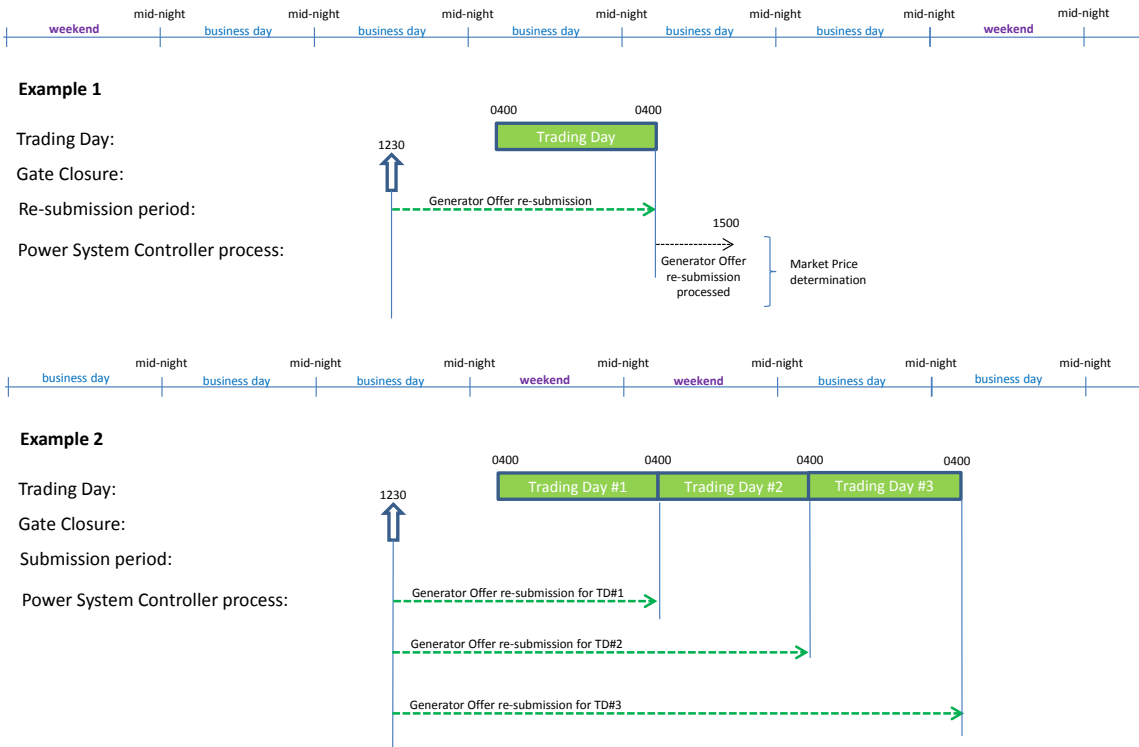 mid-night mid-night mid-night mid-night mid-night mid-night mid-night
weekend business day business day business day business day business day weekend
Example 1
0400 0400
Trading Day: Trading Day
1230
Gate Closure:
Re-submission period: Generator Offer re-submission
1500
Power System Controller process:
Generator Offer
re-submission
processed
Market Price
determination
mid-night mid-night mid-night mid-night mid-night mid-night mid-night
business day business day business day weekend weekend business day business day
Example 2
0400 0400 0400 0400
Trading Day: Trading Day #1 Trading Day #2 Trading Day #3
1230
Gate Closure:
Submission period:
Power System Controller process: Generator Offer re-submission for TD#1
Generator Offer re-submission for TD#2
Generator Offer re-submission for TD#3